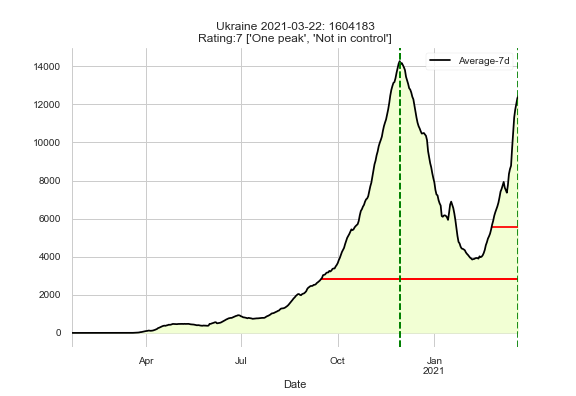 Ukraine 2021-03-22: 1604183
Rating:7 ['One peak', 'Not in control']
Average-7d
14000
12000
10000
8000
6000
4000
2000
0
Apr
Jul
Oct
Jan
2021
Date